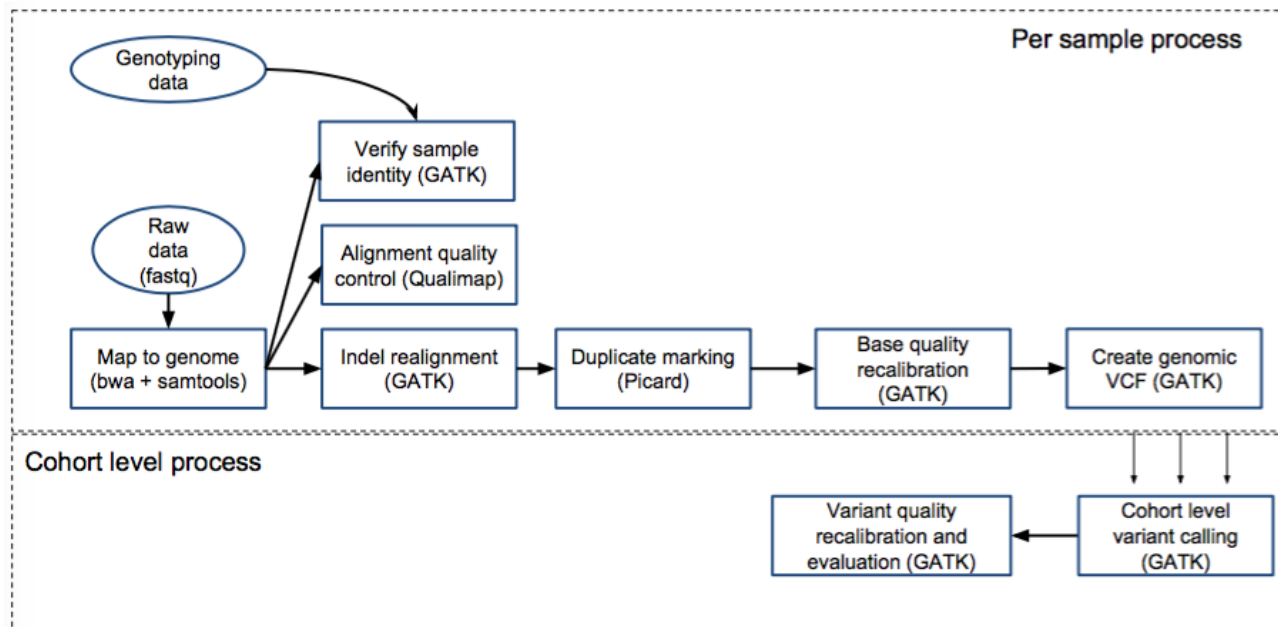 Per sample process
Genotyping
data
Verify sample
identity (GATK)
Raw
data
(fastq)
Alignment quality
control (Qualimap)
Map to genome
(bwa + samtools)
Indel realignment
(GATK)
Duplicate marking
(Picard)
Base quality
recalibration
(GATK)
Create genomic
VCF (GATK)
Cohort level process
Variant quality
recalibration and
evaluation (GATK)
Cohort level
variant calling
(GATK)